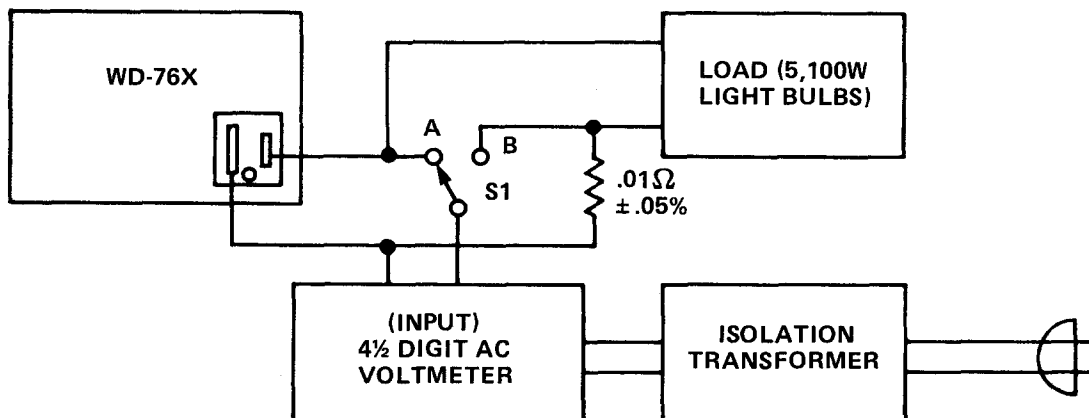 WD-76X
LOAD (5,100W
LIGHT BULBS)
A
B
S1
.01Ω
±.05%
(INPUT)
4½ DIGIT AC
VOLTMETER
ISOLATION
TRANSFORMER